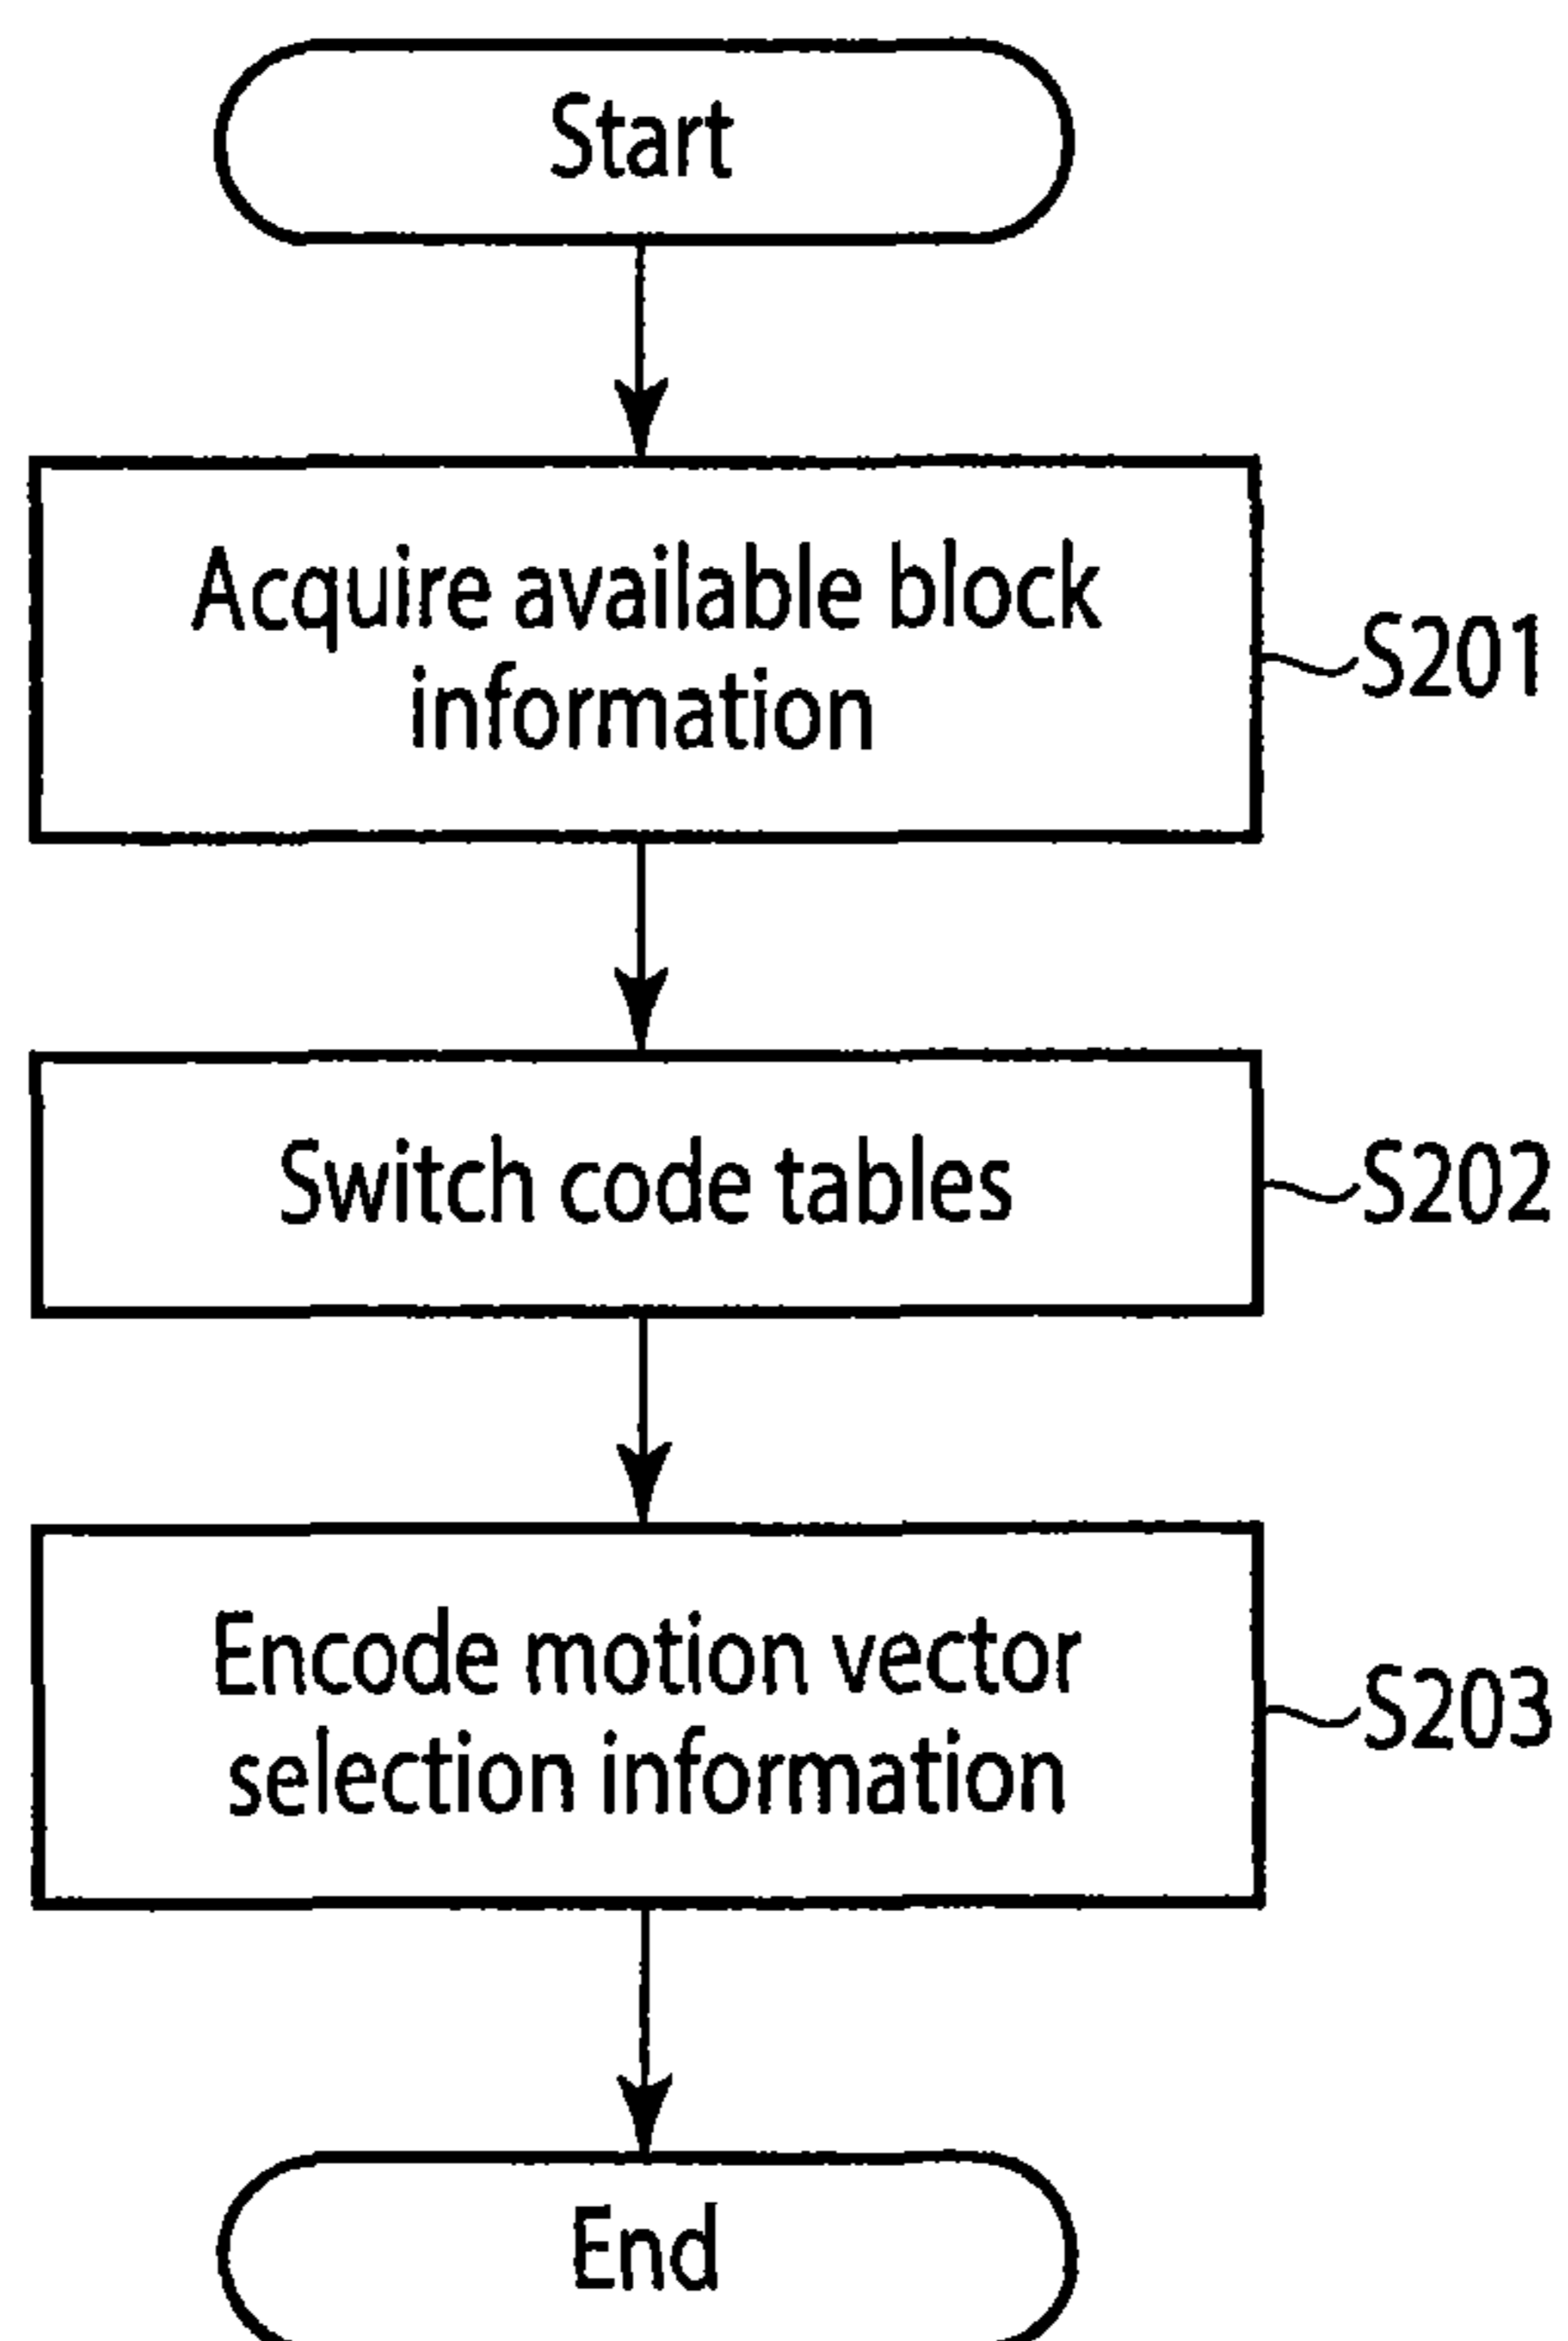 Start
Acquire available block
information
S201
Switch code tables
S202
Encode motion vector
selection information
S203
End